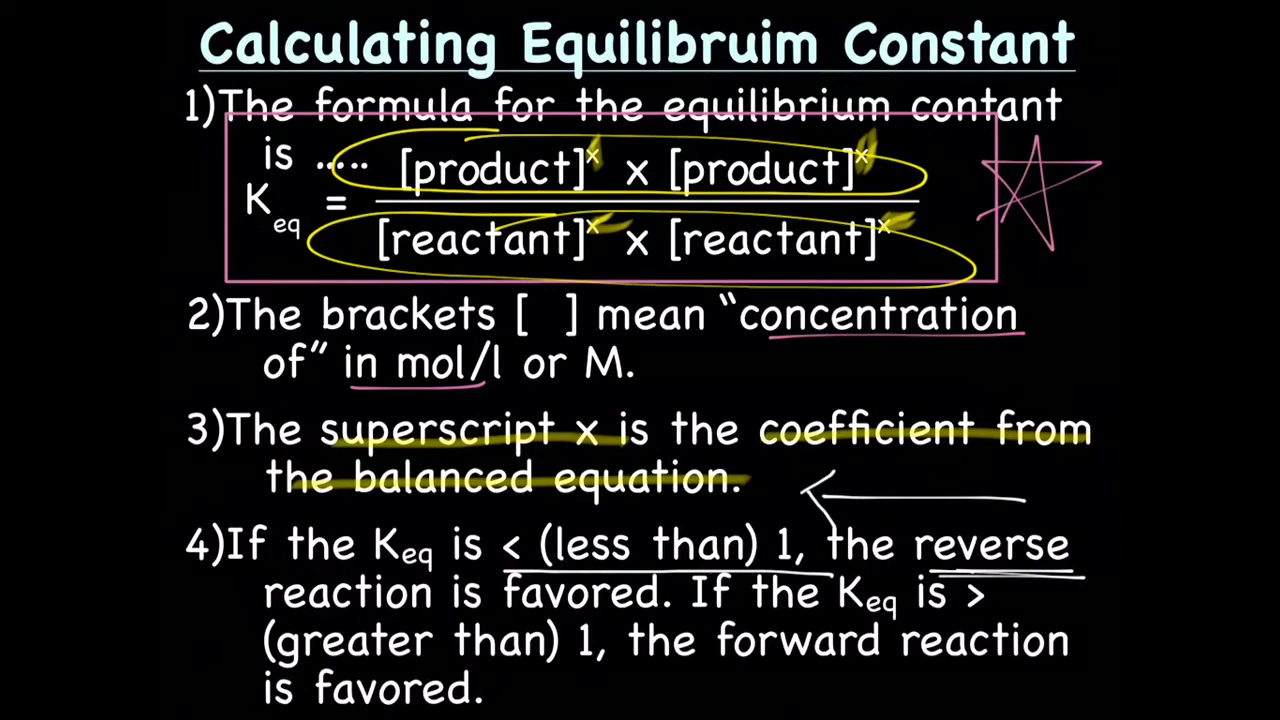 Calculating Equilibruim Constant
1)The formula for the equilibrium contant
is ..... [product]ˣ x [product]ˣ
Keq =
[reactant]ˣ x [reactant]ˣ
2)The brackets [ ] mean “concentration
of” in mol/l or M.
3)The superscript x is the coefficient from
the balanced equation.
4)If the Keq is < (less than) 1, the reverse
reaction is favored. If the Keq is >
(greater than) 1, the forward reaction
is favored.